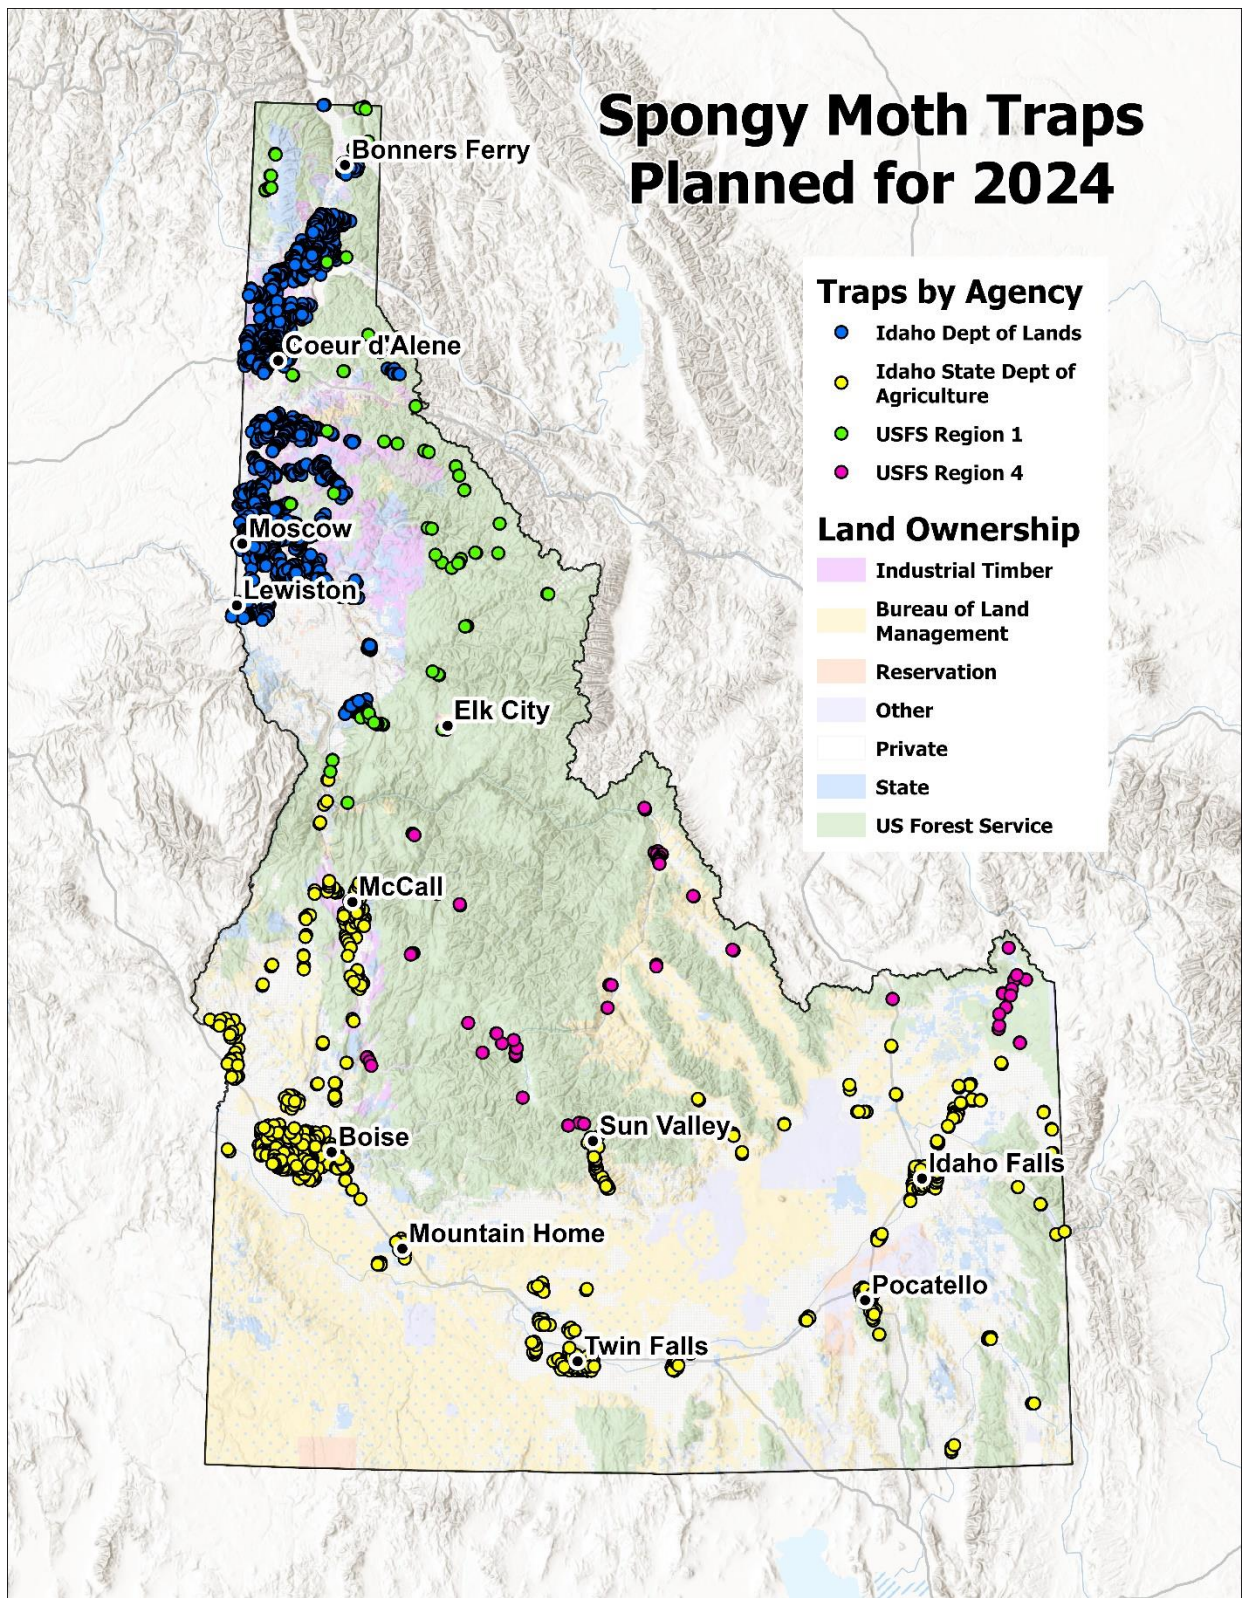 Spongy Moth Traps
Planned for 2024
Bonners Ferry
Traps by Agency
Idaho Dept of Lands
Idaho State Dept of
Agriculture
USFS Region 1
USFS Region 4
Coeur d'Alene
Land Ownership
Industrial Timber
Bureau of Land
Management
Reservation
Other
Private
State
US Forest Service
Moscow
Lewiston
Elk City
McCall
Boise
Sun Valley
Idaho Falls
Mountain Home
Pocatello
Twin Falls